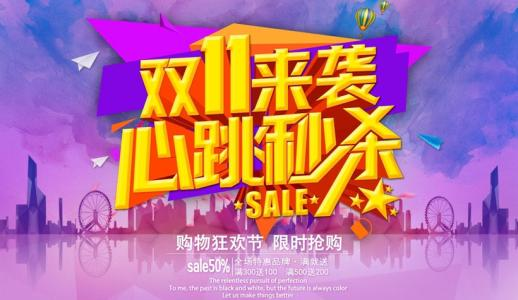 双11来袭
心跳秒杀
SALE
购物狂欢节 限时抢购
sale50% 全场特惠品牌·满就送
满300送100 满500送200
The relentless pursuit of perfection
To me, the past is black and white, but the future is always color
Let us make things better